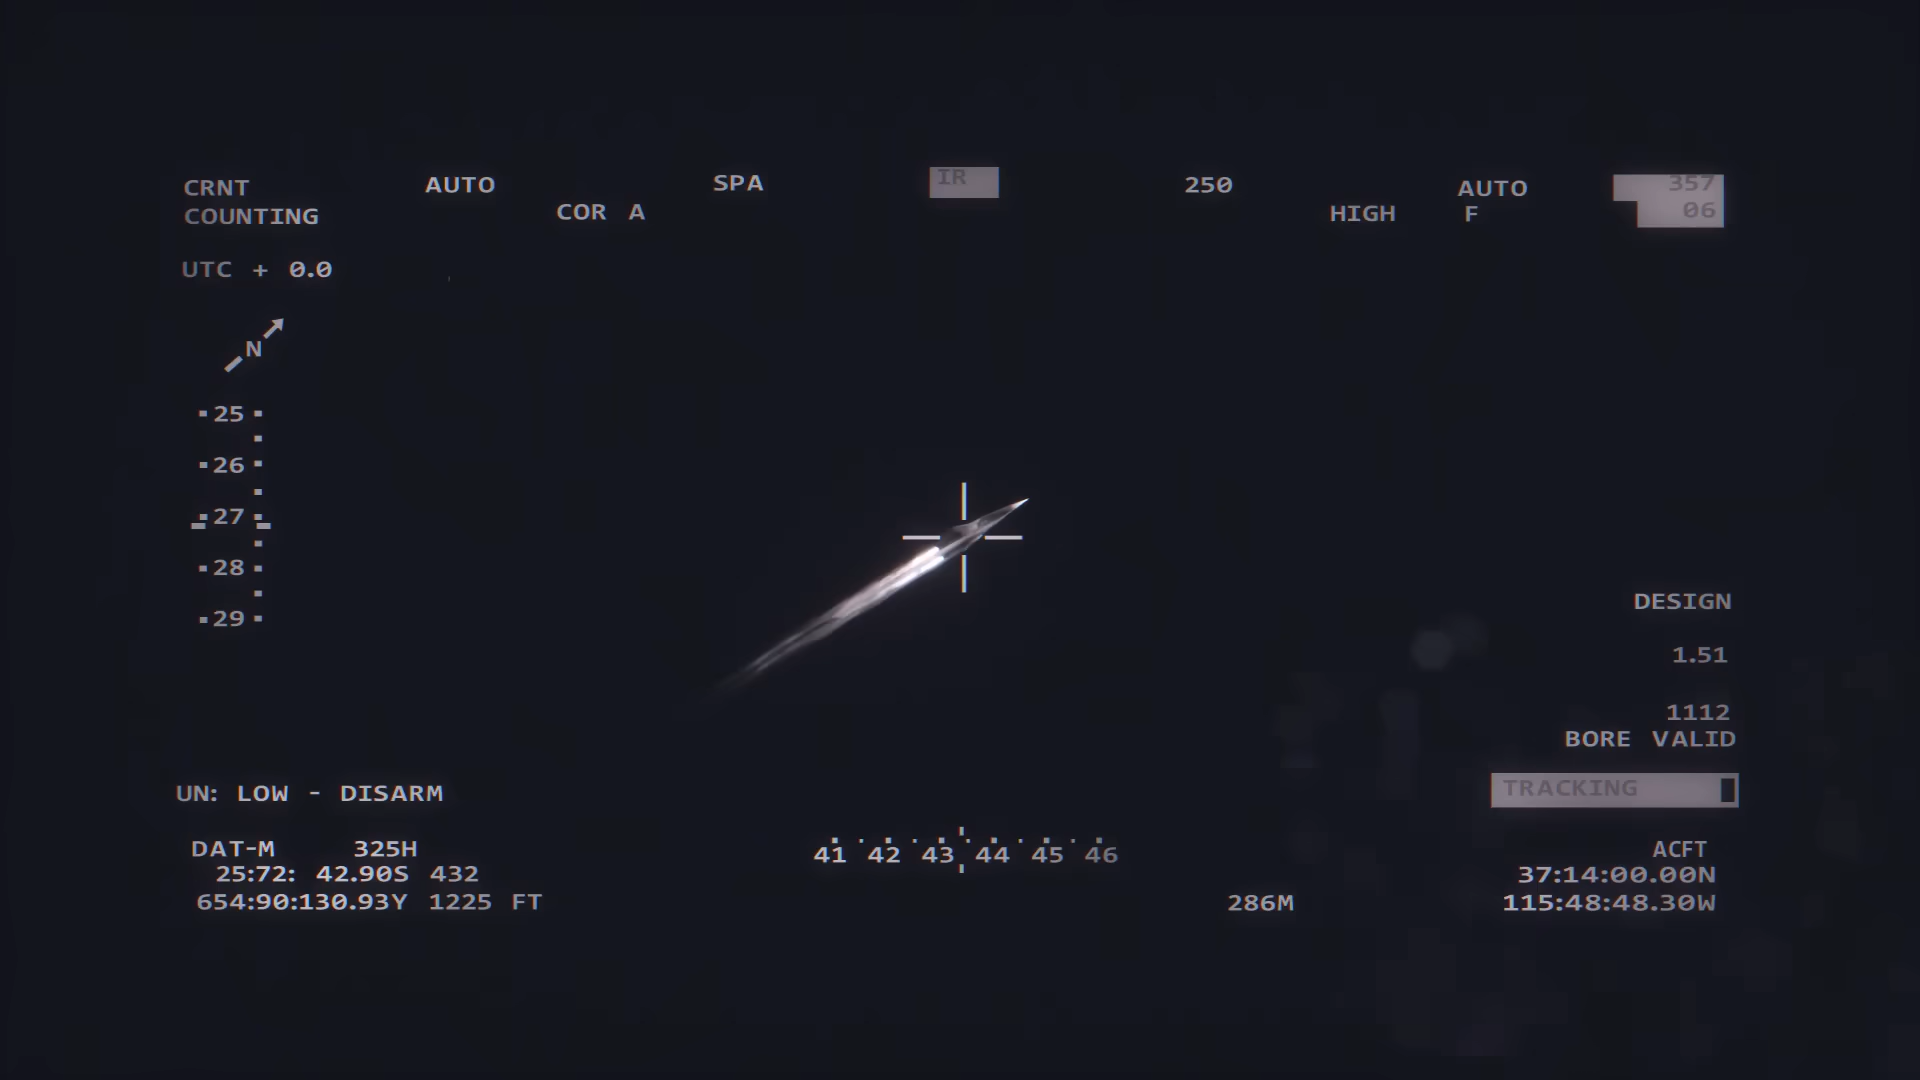 CRNT
COUNTING
AUTO
COR A
SPA
IR
250
HIGH
AUTO
F
357
06
UTC + 0.0
N
25
26
27
28
29
DESIGN
1.51
1112
BORE VALID
TRACKING
UN: LOW - DISARM
DAT-M 325H
25:72: 42.90S 432
654:90:130.93Y 1225 FT
41 42 43 44 45 46
286M
ACFT
37:14:00.00N
115:48:48.30W